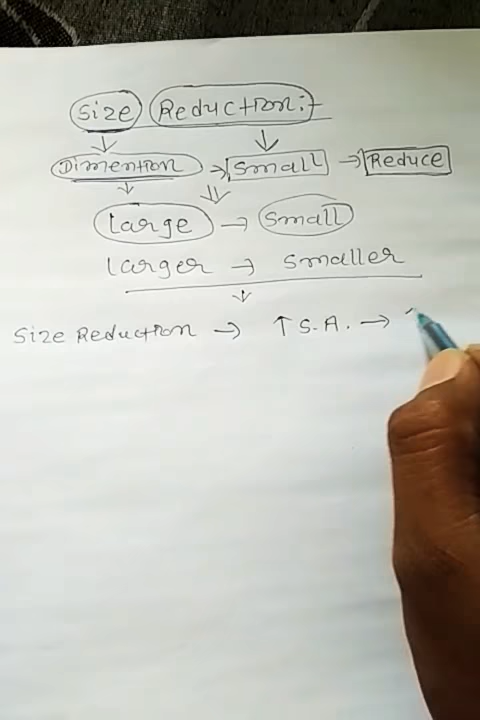 Size Reduction:-
Dimention → Small → Reduce
Large → Small
Larger → smaller
Size Reduction → ↑ S.A. →